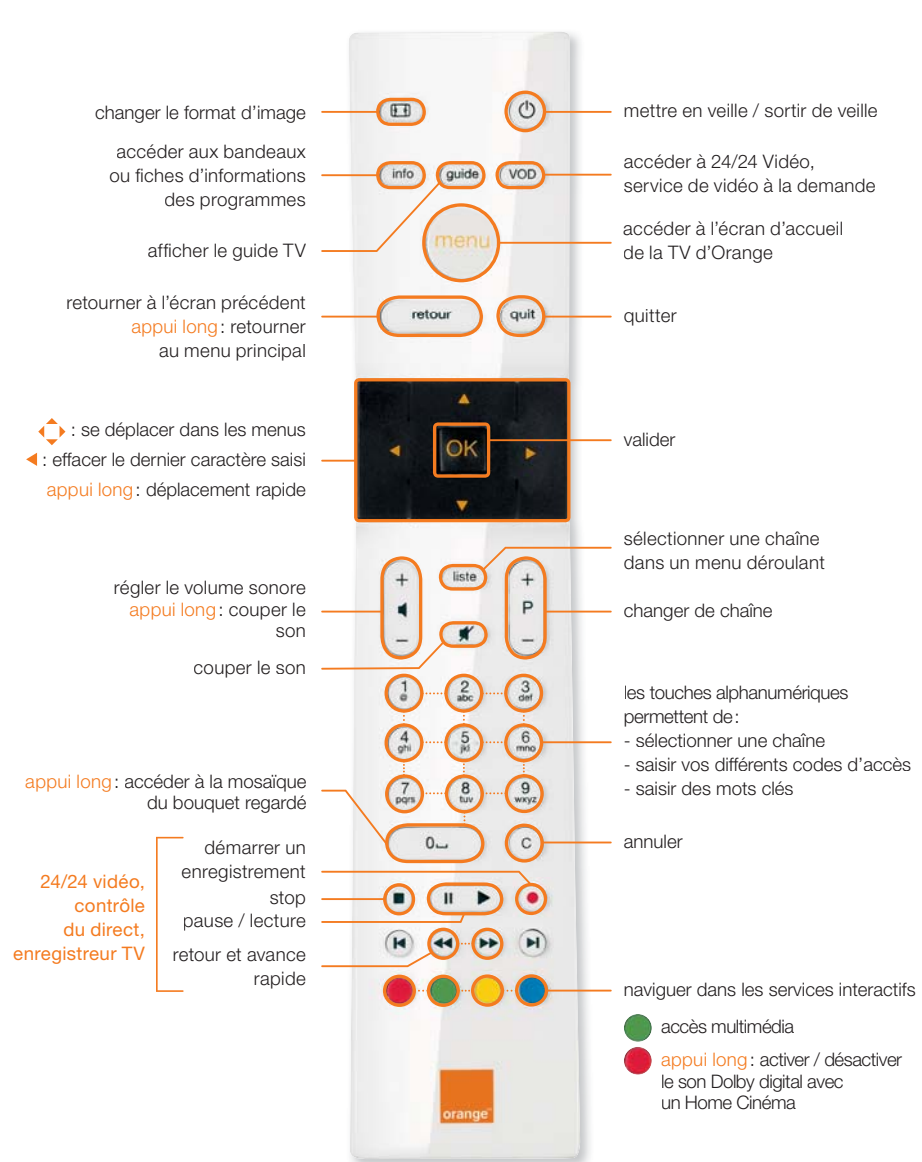 changer le format d'image
mettre en veille / sortir de veille
accéder aux bandeaux
ou fiches d'informations
des programmes
info
guide
VOD
accéder à 24/24 Vidéo,
service de vidéo à la demande
afficher le guide TV
menu
accéder à l'écran d'accueil
de la TV d'Orange
retourner à l'écran précédent
appui long : retourner
au menu principal
retour
quit
quitter
: se déplacer dans les menus
: effacer le dernier caractère saisi
appui long : déplacement rapide
OK
valider
sélectionner une chaîne
dans un menu déroulant
liste
régler le volume sonore
appui long : couper le
son
+
–
+
P
–
changer de chaîne
couper le son
1
@
2
abc
3
def
4
ghi
5
jkl
6
mno
7
pqrs
8
tuv
9
wxyz
les touches alphanumériques
permettent de :
- sélectionner une chaîne
- saisir vos différents codes d'accès
- saisir des mots clés
appui long : accéder à la mosaïque
du bouquet regardé
0
C
annuler
24/24 vidéo,
contrôle
du direct,
enregistreur TV
démarrer un
enregistrement
stop
pause / lecture
retour et avance
rapide
naviguer dans les services interactifs
accès multimédia
appui long : activer / désactiver
le son Dolby digital avec
un Home Cinéma
orange™